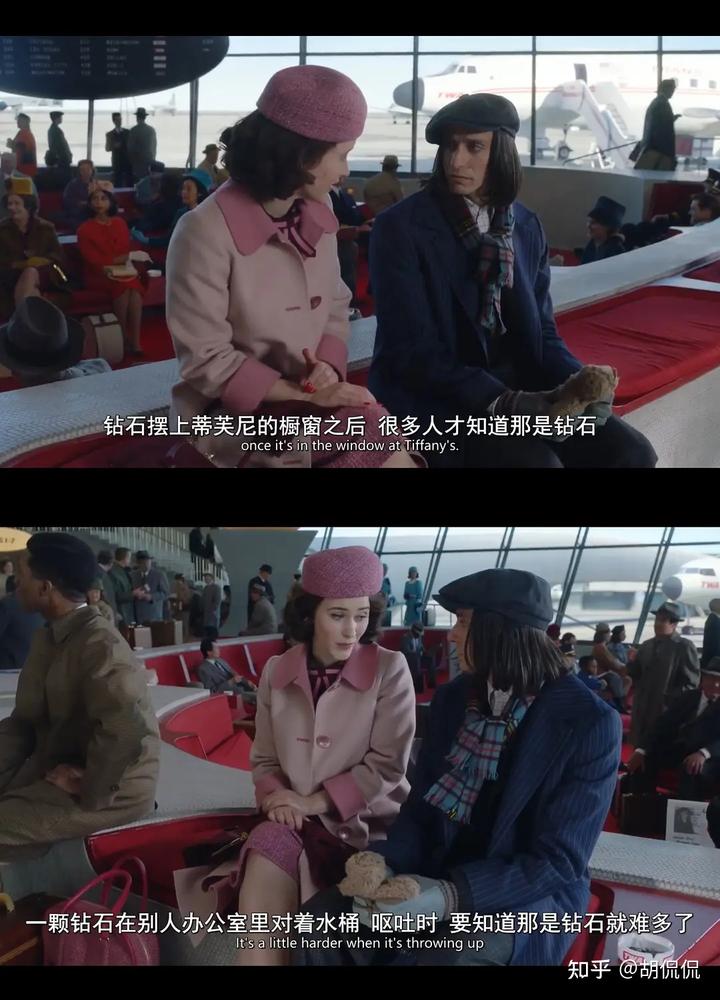 TWA
钻石摆上蒂芙尼的橱窗之后 很多人才知道那是钻石
once it's in the window at Tiffany's.
TWA
一颗钻石在别人办公室里对着水桶 呕吐时 要知道那是钻石就难多了
It's a little harder when it's throwing up
知乎 @胡侃侃